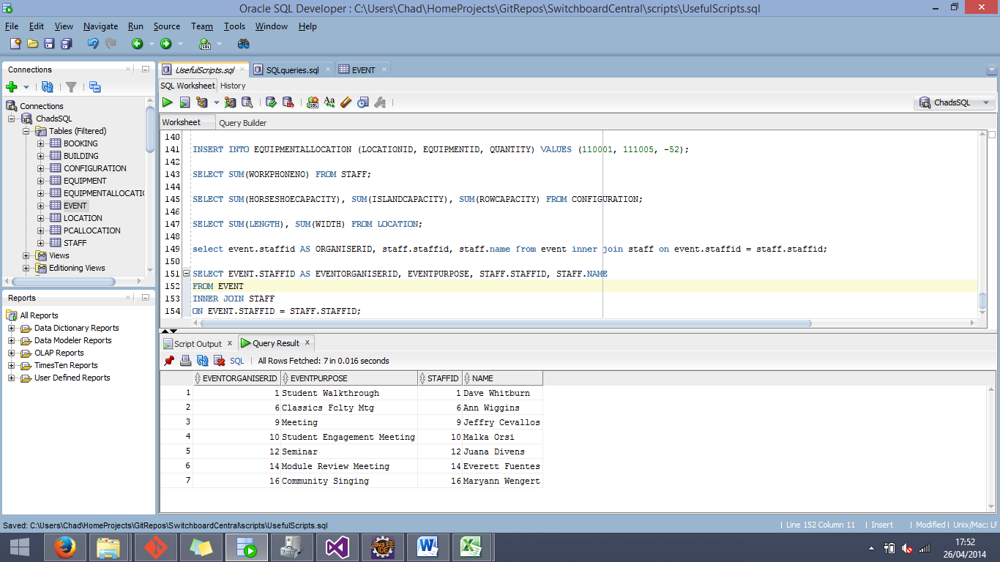 Oracle SQL Developer : C:\Users\Chad\HomeProjects\GitRepos\SwitchboardCentral\scripts\UsefulScripts.sql
File Edit View Navigate Run Source Team Tools Window Help
Connections
Connections
ChadsSQL
Tables (Filtered)
BOOKING
BUILDING
CONFIGURATION
EQUIPMENT
EQUIPMENTALLOCATIO
EVENT
LOCATION
PCALLOCATION
STAFF
Views
Editioning Views
Reports
All Reports
Data Dictionary Reports
Data Modeler Reports
OLAP Reports
TimesTen Reports
User Defined Reports
UsefulScripts.sql SQLqueries.sql EVENT
SQL Worksheet History
ChadsSQL
Worksheet Query Builder
140
141 INSERT INTO EQUIPMENTALLOCATION (LOCATIONID, EQUIPMENTID, QUANTITY) VALUES (110001, 111005, -52);
142
143 SELECT SUM(WORKPHONENO) FROM STAFF;
144
145 SELECT SUM(HORSESHOECAPACITY), SUM(ISLANDCAPACITY), SUM(ROWCAPACITY) FROM CONFIGURATION;
146
147 SELECT SUM(LENGTH), SUM(WIDTH) FROM LOCATION;
148
149 select event.staffid AS ORGANISERID, staff.staffid, staff.name from event inner join staff on event.staffid = staff.staffid;
150
151 SELECT EVENT.STAFFID AS EVENTORGANISERID, EVENTPURPOSE, STAFF.STAFFID, STAFF.NAME
152 FROM EVENT
153 INNER JOIN STAFF
154 ON EVENT.STAFFID = STAFF.STAFFID;
Script Output x Query Result x
SQL | All Rows Fetched: 7 in 0.016 seconds
EVENTORGANISERID EVENTPURPOSE STAFFID NAME
1 1 Student Walkthrough 1 Dave Whitburn
2 6 Classics Fclty Mtg 6 Ann Wiggins
3 9 Meeting 9 Jeffry Cevallos
4 10 Student Engagement Meeting 10 Malka Orsi
5 12 Seminar 12 Juana Divens
6 14 Module Review Meeting 14 Everett Fuentes
7 16 Community Singing 16 Maryann Wengert
Saved: C:\Users\Chad\HomeProjects\GitRepos\SwitchboardCentral\scripts\UsefulScripts.sql
| Line 152 Column 11 | Insert | Modified | Unix/Mac: LF
Java EE
IDE
17:52
26/04/2014